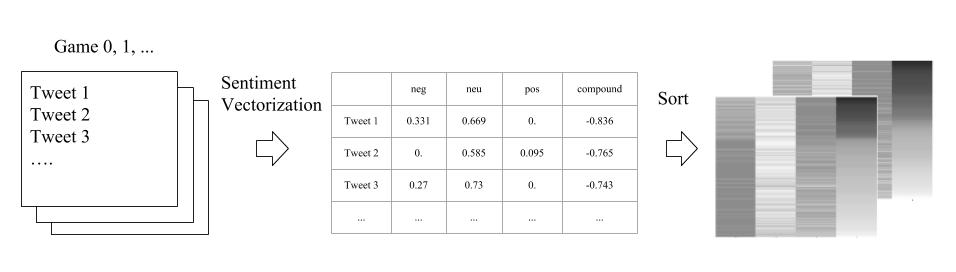 Game 0, 1, ...
Tweet 1
Tweet 2
Tweet 3
....
Sentiment
Vectorization
neg neu pos compound
Tweet 1 0.331 0.669 0. -0.836
Tweet 2 0. 0.585 0.095 -0.765
Tweet 3 0.27 0.73 0. -0.743
... ... ... ... ...
Sort